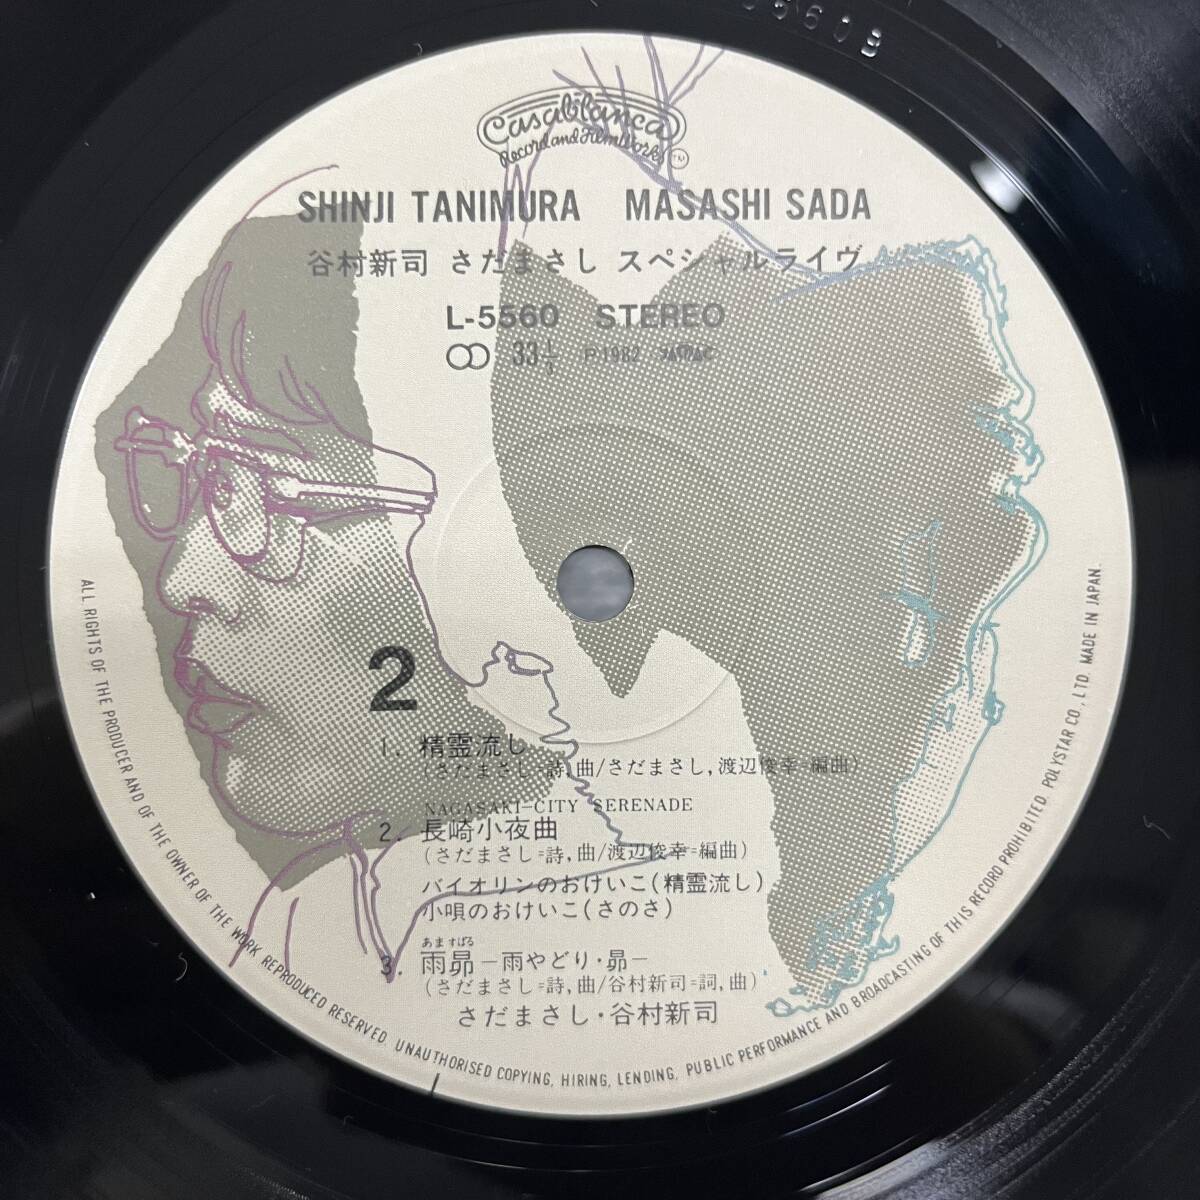 Casablanca
Record and FilmWorks ™
SHINJI TANIMURA MASASHI SADA
谷村新司 さだまさし スペシャルライヴ
L-5560 STEREO
33 1/3 P 1982
2
1. 精霊流し
(さだまさし=詩,曲/さだまさし,渡辺俊幸=編曲)
NAGASAKI-CITY SERENADE
2. 長崎小夜曲
(さだまさし=詩,曲/渡辺俊幸=編曲)
バイオリンのおけいこ(精霊流し)
小唄のおけいこ(さのさ)
あますばる
3. 雨昴-雨やどり・昴-
(さだまさし=詩,曲/谷村新司=詞,曲)
さだまさし・谷村新司
ALL RIGHTS OF THE PRODUCER AND OF THE OWNER OF THE WORK REPRODUCED RESERVED. UNAUTHORISED COPYING, HIRING, LENDING, PUBLIC PERFORMANCE AND BROADCASTING OF THIS RECORD PROHIBITED. POLYSTAR CO., LTD. MADE IN JAPAN.